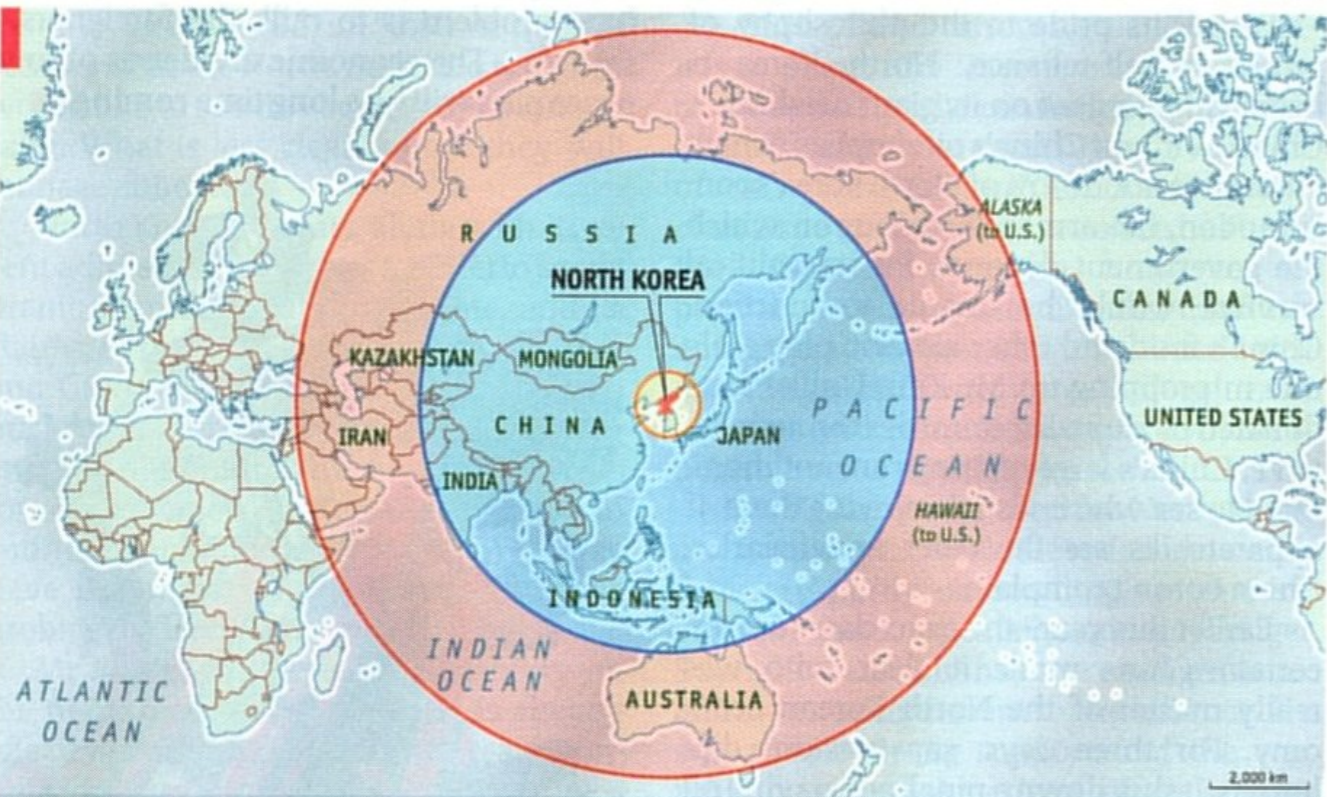 ALASKA
(to U.S.)
RUSSIA
NORTH KOREA
CANADA
KAZAKHSTAN
MONGOLIA
PACIFIC
OCEAN
UNITED STATES
CHINA
IRAN
JAPAN
INDIA
HAWAII
(to U.S.)
INDONESIA
INDIAN
OCEAN
ATLANTIC
OCEAN
AUSTRALIA
2,000 km